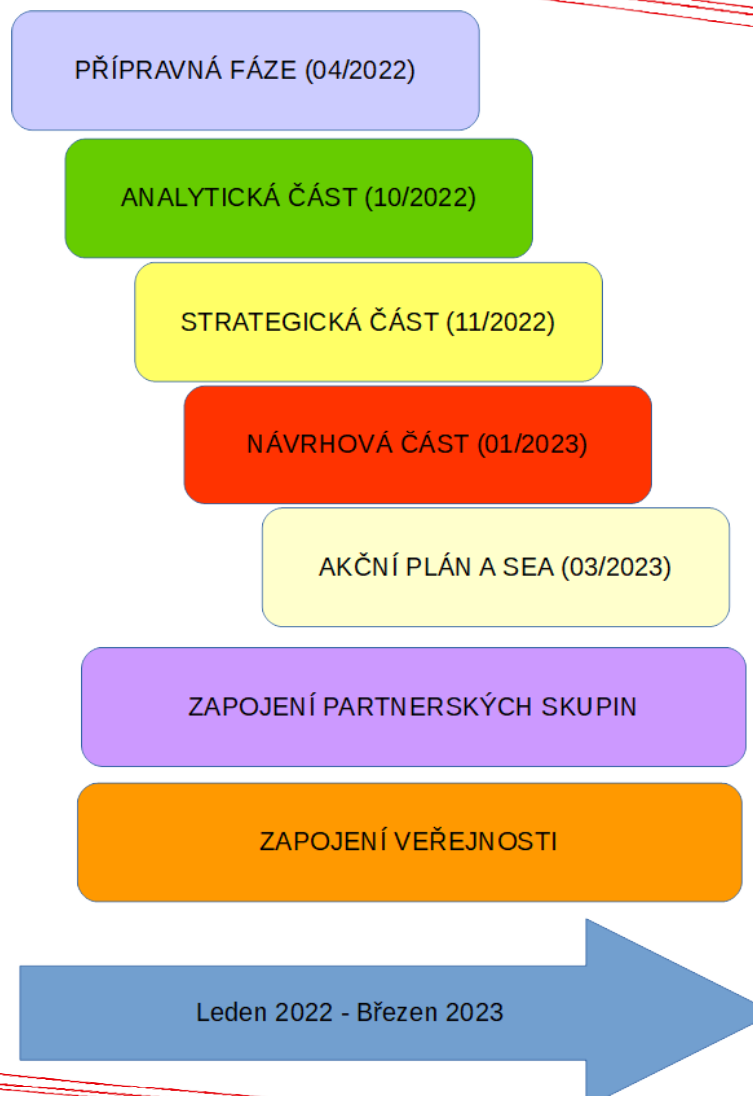 PŘÍPRAVNÁ FÁZE (04/2022)
ANALYTICKÁ ČÁST (10/2022)
STRATEGICKÁ ČÁST (11/2022)
NÁVRHOVÁ ČÁST (01/2023)
AKČNÍ PLÁN A SEA (03/2023)
ZAPOJENÍ PARTNERSKÝCH SKUPIN
ZAPOJENÍ VEŘEJNOSTI
Leden 2022 - Březen 2023